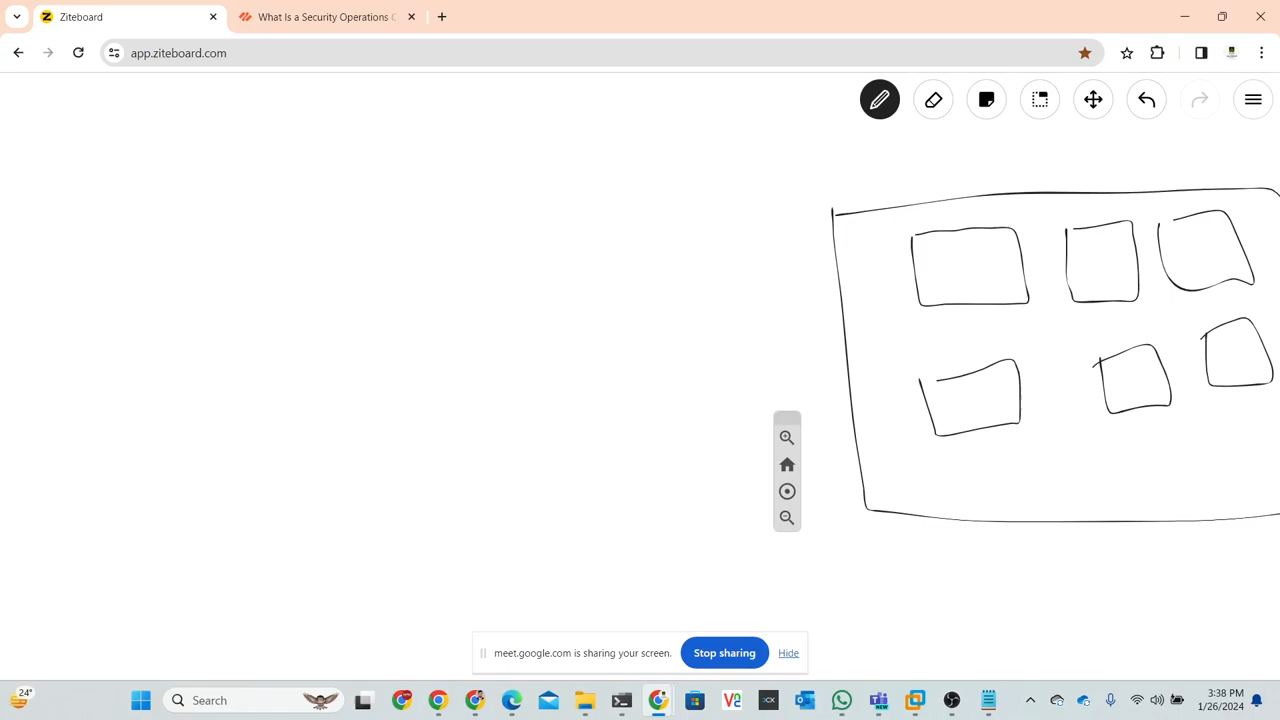 Ziteboard
What Is a Security Operations C
app.ziteboard.com
meet.google.com is sharing your screen.
Stop sharing
Hide
24°
Search
3:38 PM
1/26/2024